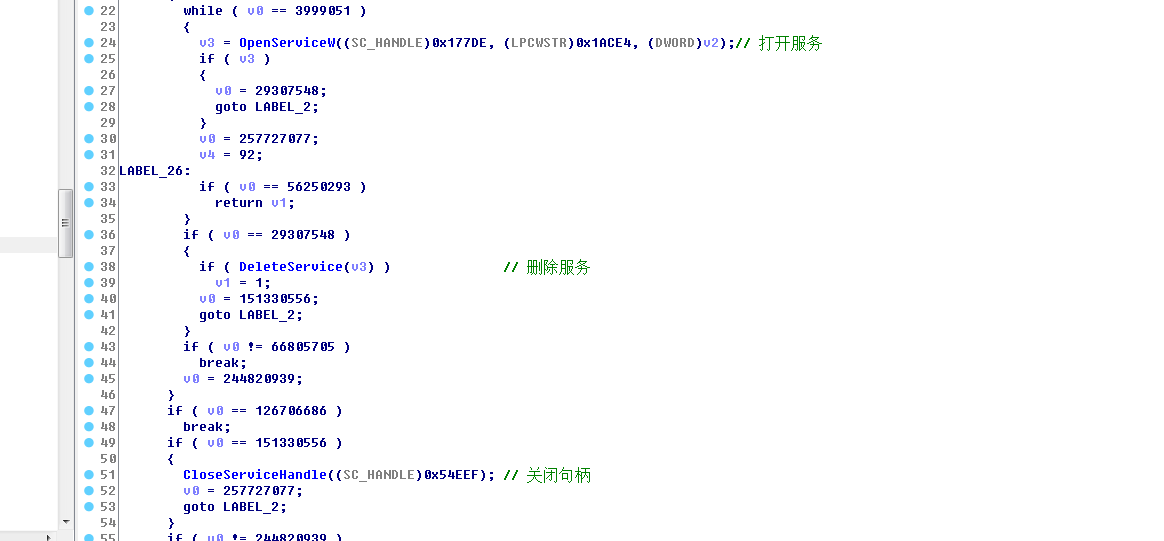 22 while ( v0 == 3999051 )
23 {
24 v3 = OpenServiceW((SC_HANDLE)0x177DE, (LPCWSTR)0x1ACE4, (DWORD)v2);// 打开服务
25 if ( v3 )
26 {
27 v0 = 29307548;
28 goto LABEL_2;
29 }
30 v0 = 257727077;
31 v4 = 92;
32 LABEL_26:
33 if ( v0 == 56250293 )
34 return v1;
35 }
36 if ( v0 == 29307548 )
37 {
38 if ( DeleteService(v3) ) // 删除服务
39 v1 = 1;
40 v0 = 151330556;
41 goto LABEL_2;
42 }
43 if ( v0 != 66805705 )
44 break;
45 v0 = 244820939;
46 }
47 if ( v0 == 126706686 )
48 break;
49 if ( v0 == 151330556 )
50 {
51 CloseServiceHandle((SC_HANDLE)0x54EEF); // 关闭句柄
52 v0 = 257727077;
53 goto LABEL_2;
54 }
55 if ( v0 != 244820939 )